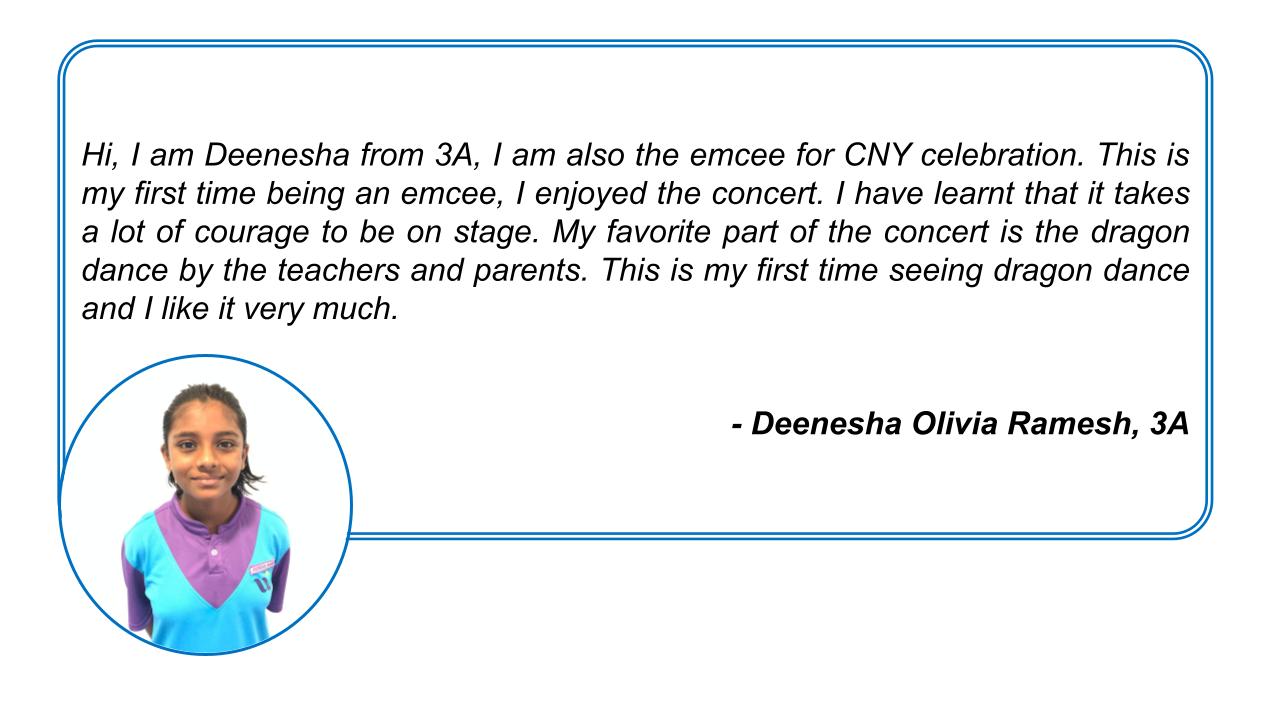 Hi, I am Deenesha from 3A, I am also the emcee for CNY celebration. This is
my first time being an emcee, I enjoyed the concert. I have learnt that it takes
a lot of courage to be on stage. My favorite part of the concert is the dragon
dance by the teachers and parents. This is my first time seeing dragon dance
and I like it very much.
- Deenesha Olivia Ramesh, 3A